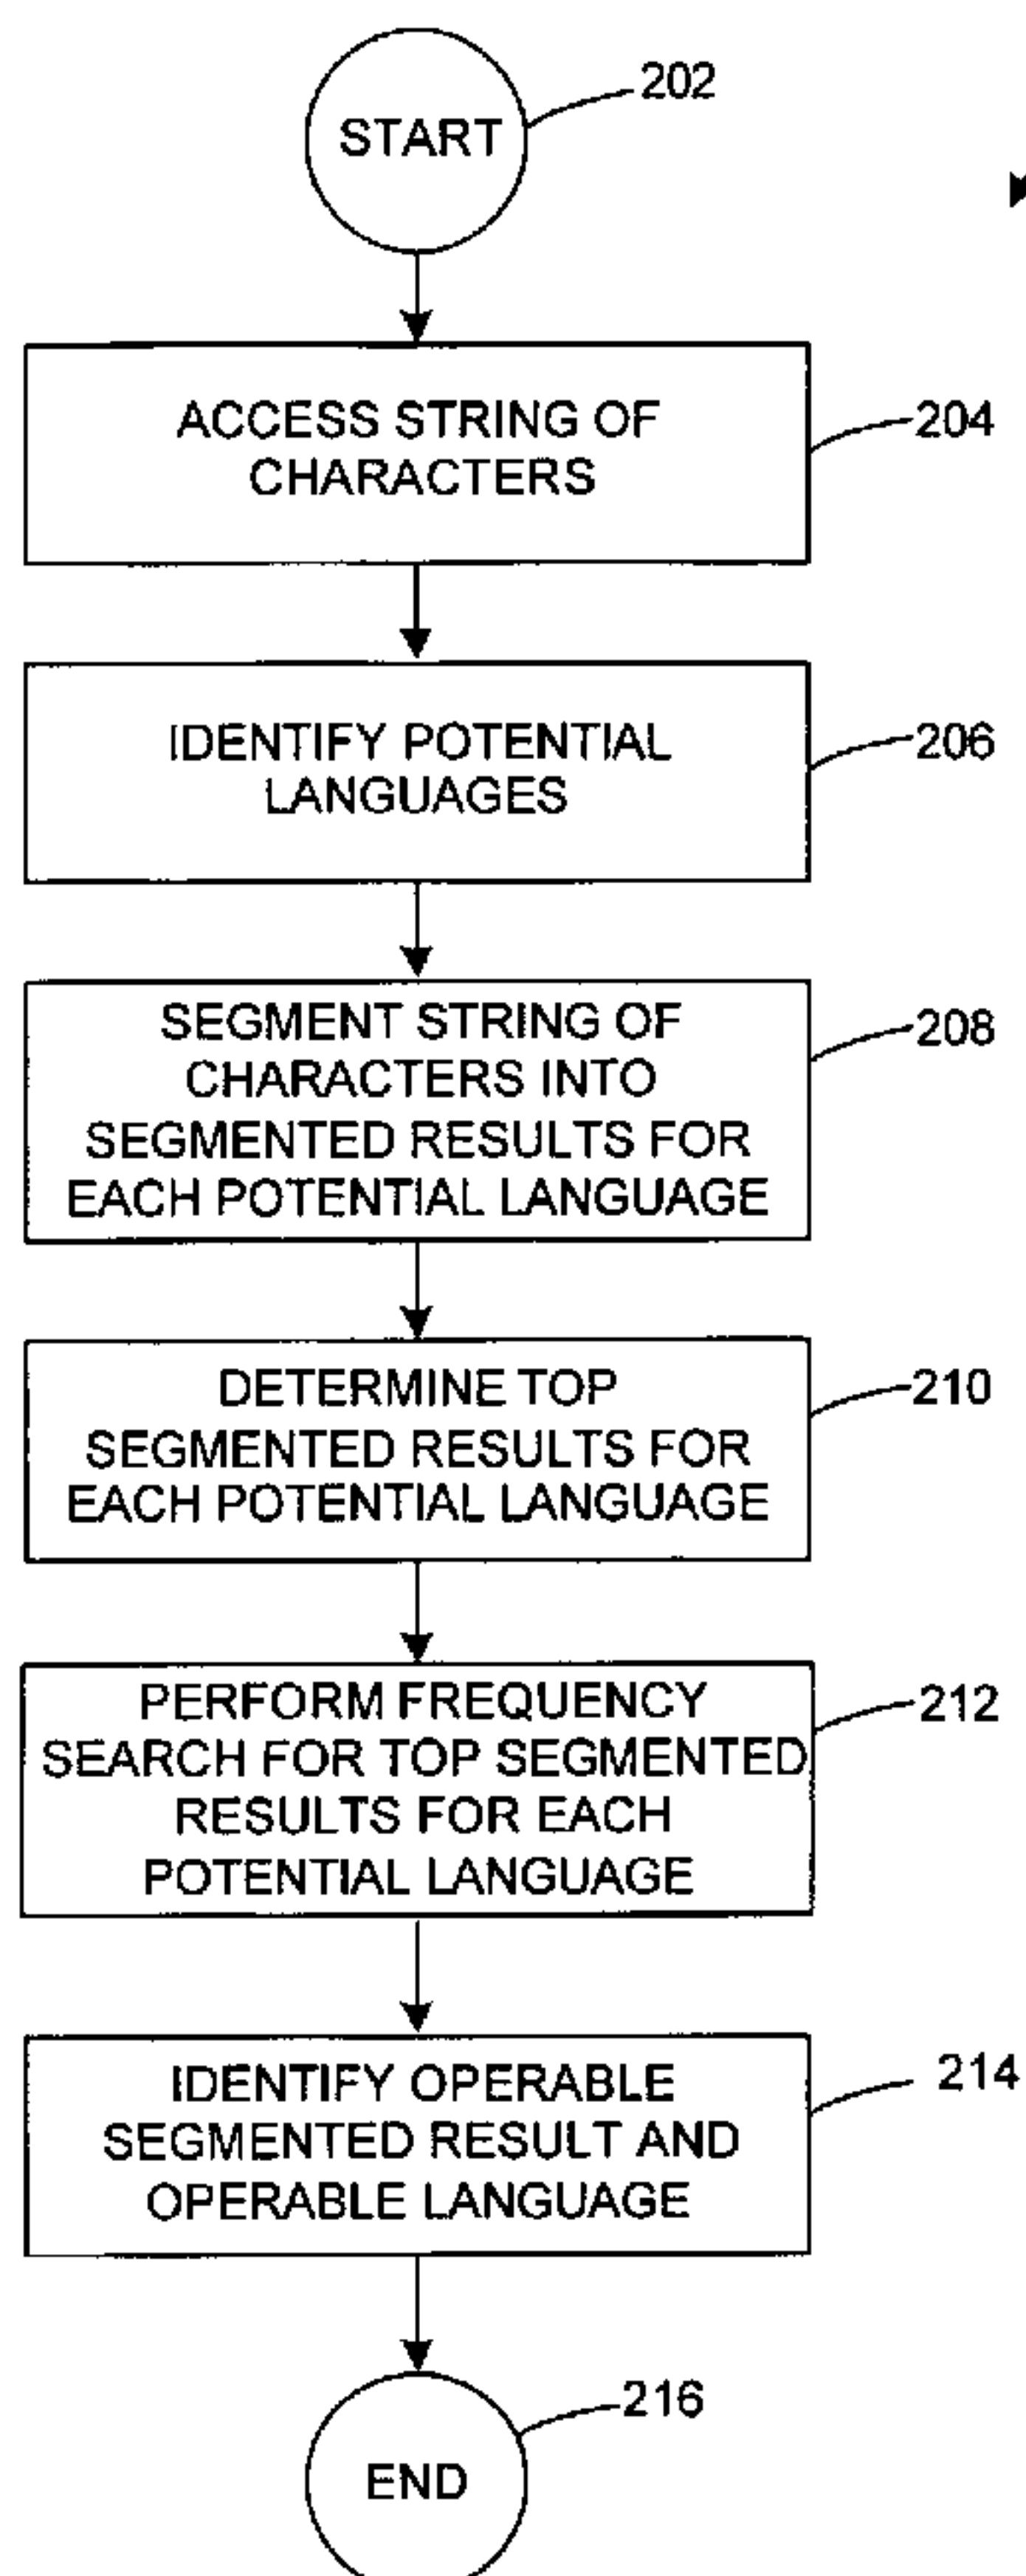 START
202
ACCESS STRING OF
CHARACTERS
204
IDENTIFY POTENTIAL
LANGUAGES
206
SEGMENT STRING OF
CHARACTERS INTO
SEGMENTED RESULTS FOR
EACH POTENTIAL LANGUAGE
208
DETERMINE TOP
SEGMENTED RESULTS FOR
EACH POTENTIAL LANGUAGE
210
PERFORM FREQUENCY
SEARCH FOR TOP SEGMENTED
RESULTS FOR EACH
POTENTIAL LANGUAGE
212
IDENTIFY OPERABLE
SEGMENTED RESULT AND
OPERABLE LANGUAGE
214
END
216